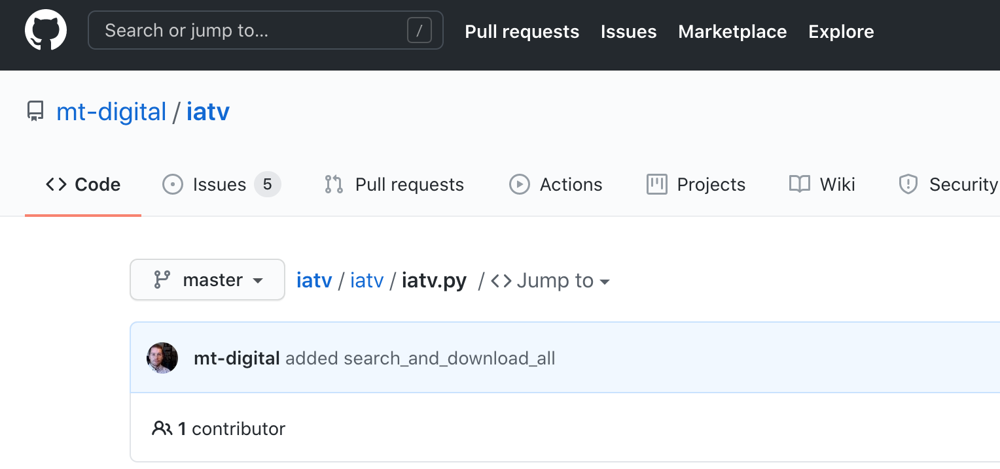 Search or jump to... /
Pull requests Issues Marketplace Explore
mt-digital / iatv
Code Issues 5 Pull requests Actions Projects Wiki Security
master iatv / iatv / iatv.py / <> Jump to
mt-digital added search_and_download_all
1 contributor